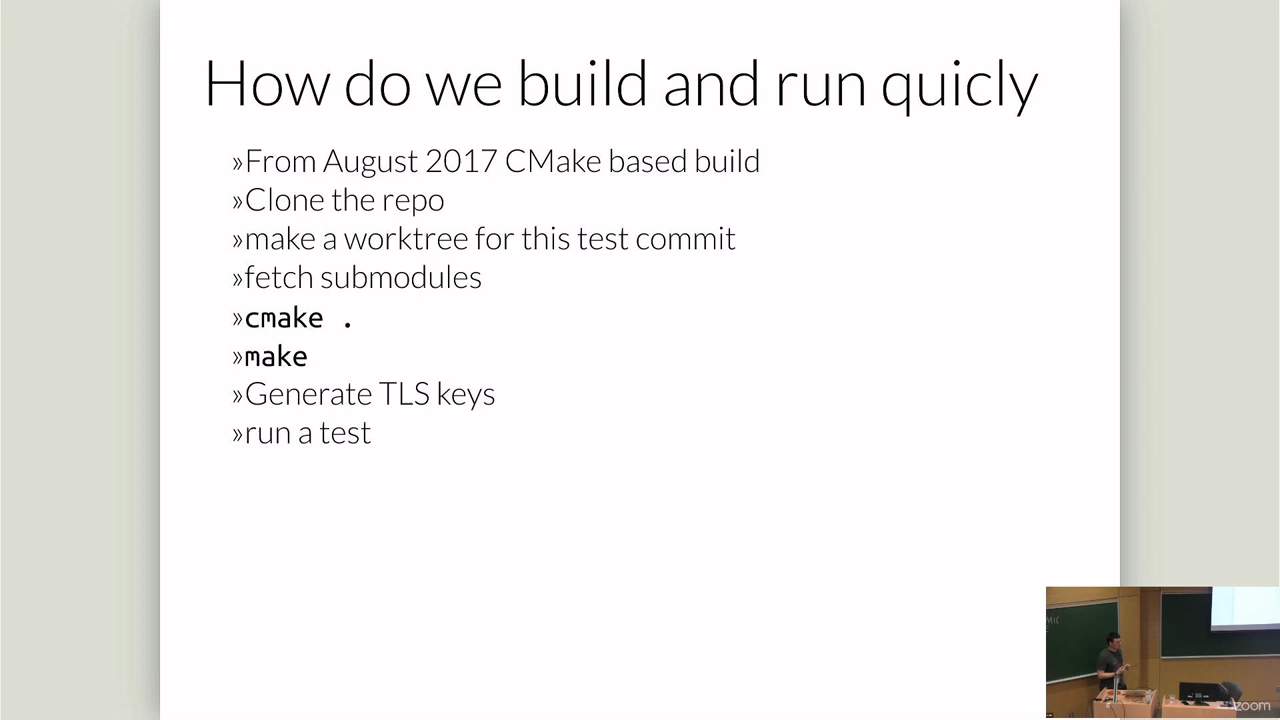 How do we build and run quicly
»From August 2017 CMake based build
»Clone the repo
»make a worktree for this test commit
»fetch submodules
»cmake .
»make
»Generate TLS keys
»run a test
zoom